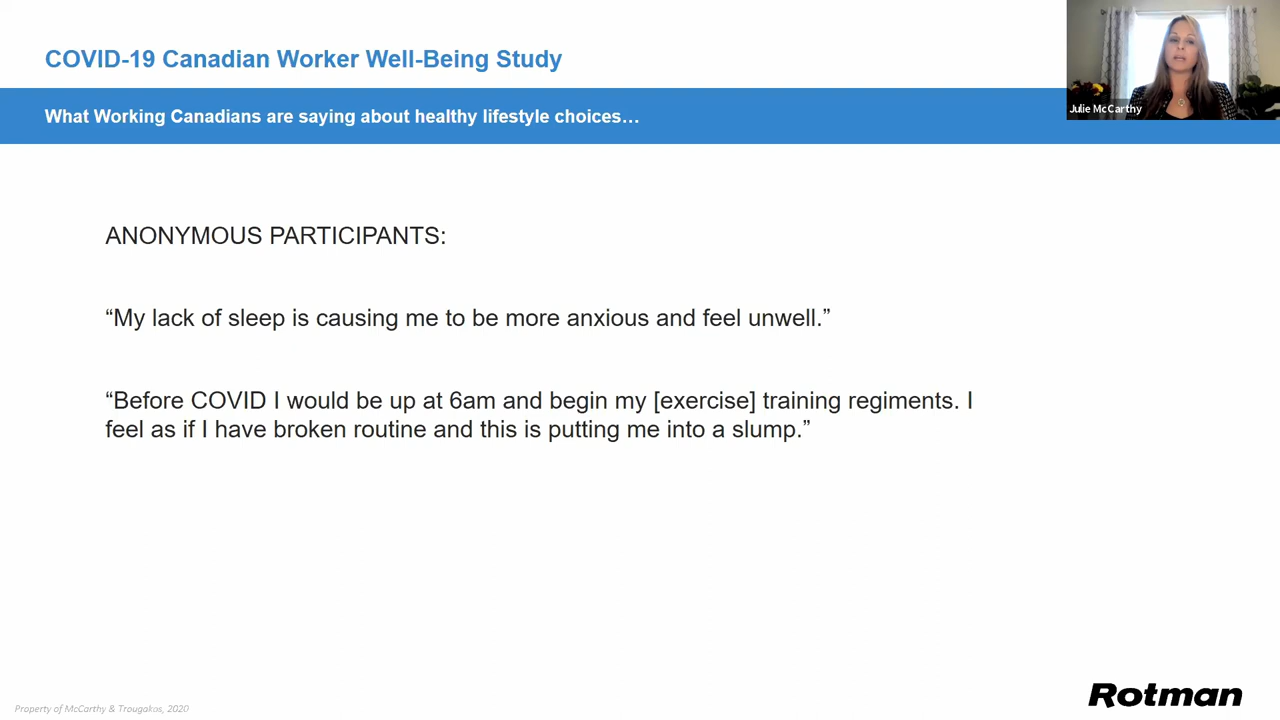 COVID-19 Canadian Worker Well-Being Study
What Working Canadians are saying about healthy lifestyle choices…
Julie McCarthy
ANONYMOUS PARTICIPANTS:
“My lack of sleep is causing me to be more anxious and feel unwell.”
“Before COVID I would be up at 6am and begin my [exercise] training regiments. I
feel as if I have broken routine and this is putting me into a slump.”
Property of McCarthy & Trougakos, 2020
Rotman